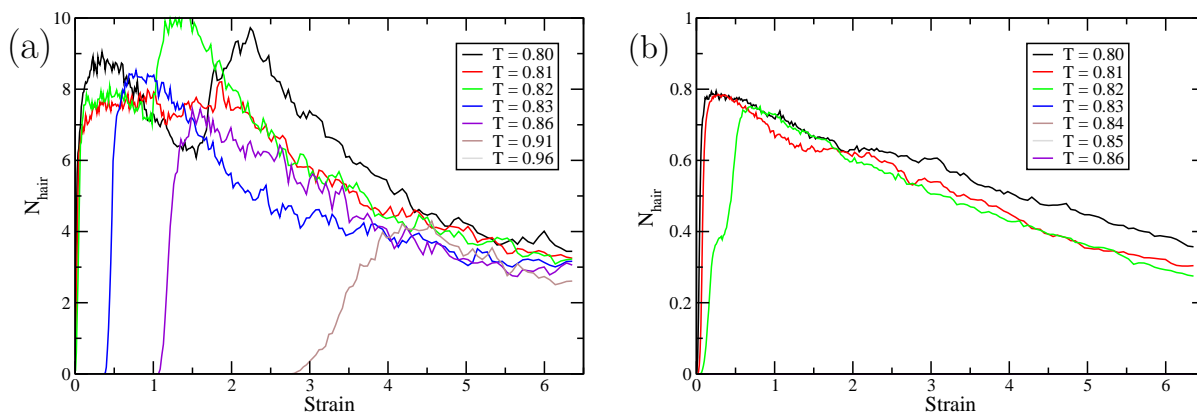 (a)
10
8
6
4
2
0
N_hair
0 1 2 3 4 5 6
Strain
T = 0.80
T = 0.81
T = 0.82
T = 0.83
T = 0.86
T = 0.91
T = 0.96
(b)
1
0.8
0.6
0.4
0.2
0
N_hair
0 1 2 3 4 5 6
Strain
T = 0.80
T = 0.81
T = 0.82
T = 0.83
T = 0.84
T = 0.85
T = 0.86